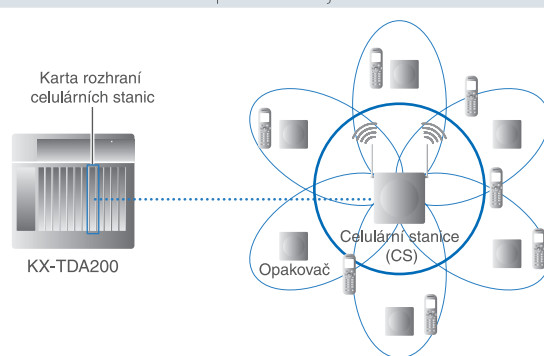 Karta rozhraní
celulárních stanic
KX-TDA200
Celulární stanice
(CS)
Opakovač